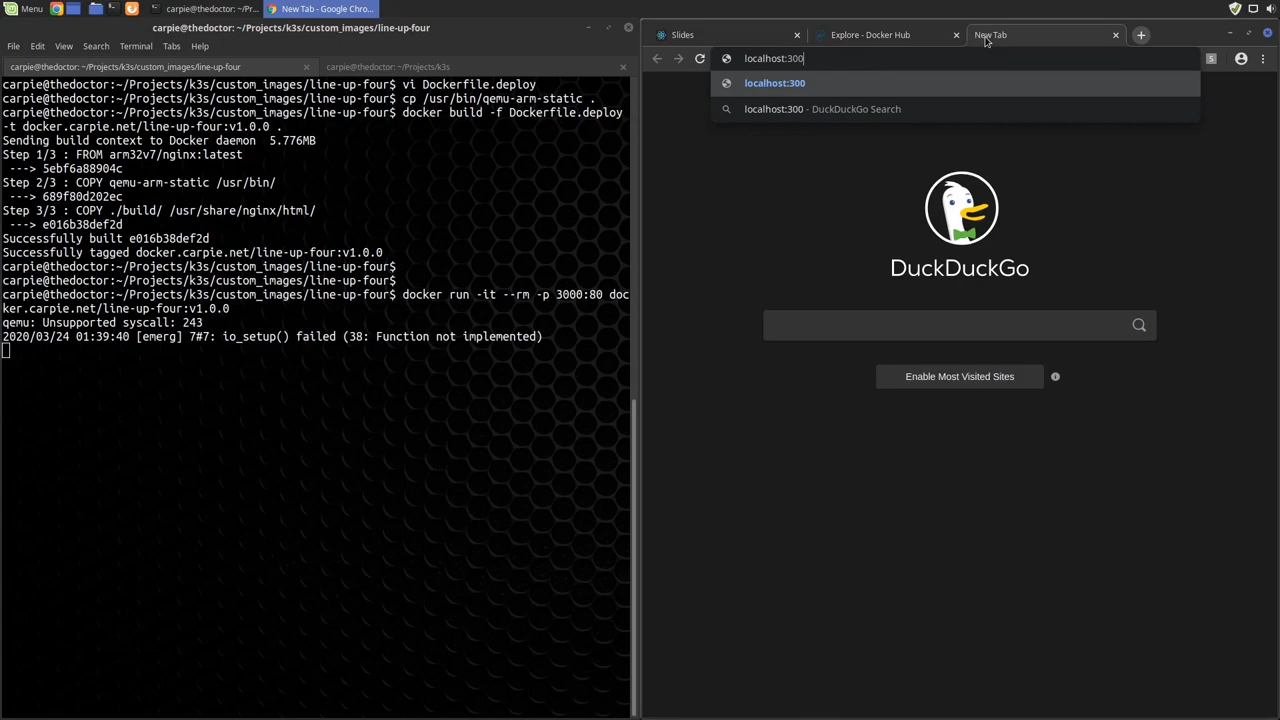 Menu
carpie@thedoctor: ~/Pr...
New Tab - Google Chro...
carpie@thedoctor: ~/Projects/k3s/custom_images/line-up-four
File Edit View Search Terminal Tabs Help
carpie@thedoctor: ~/Projects/k3s/custom_images/line-up-four
carpie@thedoctor: ~/Projects/k3s
carpie@thedoctor:~/Projects/k3s/custom_images/line-up-four$ vi Dockerfile.deploy
carpie@thedoctor:~/Projects/k3s/custom_images/line-up-four$ cp /usr/bin/qemu-arm-static .
carpie@thedoctor:~/Projects/k3s/custom_images/line-up-four$ docker build -f Dockerfile.deploy
-t docker.carpie.net/line-up-four:v1.0.0 .
Sending build context to Docker daemon  5.776MB
Step 1/3 : FROM arm32v7/nginx:latest
---> 5ebf6a88904c
Step 2/3 : COPY qemu-arm-static /usr/bin/
---> 689f80d202ec
Step 3/3 : COPY ./build/ /usr/share/nginx/html/
---> e016b38def2d
Successfully built e016b38def2d
Successfully tagged docker.carpie.net/line-up-four:v1.0.0
carpie@thedoctor:~/Projects/k3s/custom_images/line-up-four$
carpie@thedoctor:~/Projects/k3s/custom_images/line-up-four$
carpie@thedoctor:~/Projects/k3s/custom_images/line-up-four$ docker run -it --rm -p 3000:80 doc
ker.carpie.net/line-up-four:v1.0.0
qemu: Unsupported syscall: 243
2020/03/24 01:39:40 [emerg] 7#7: io_setup() failed (38: Function not implemented)
Slides
Explore - Docker Hub
New Tab
localhost:300
S
localhost:300
localhost:300 - DuckDuckGo Search
DuckDuckGo
Enable Most Visited Sites